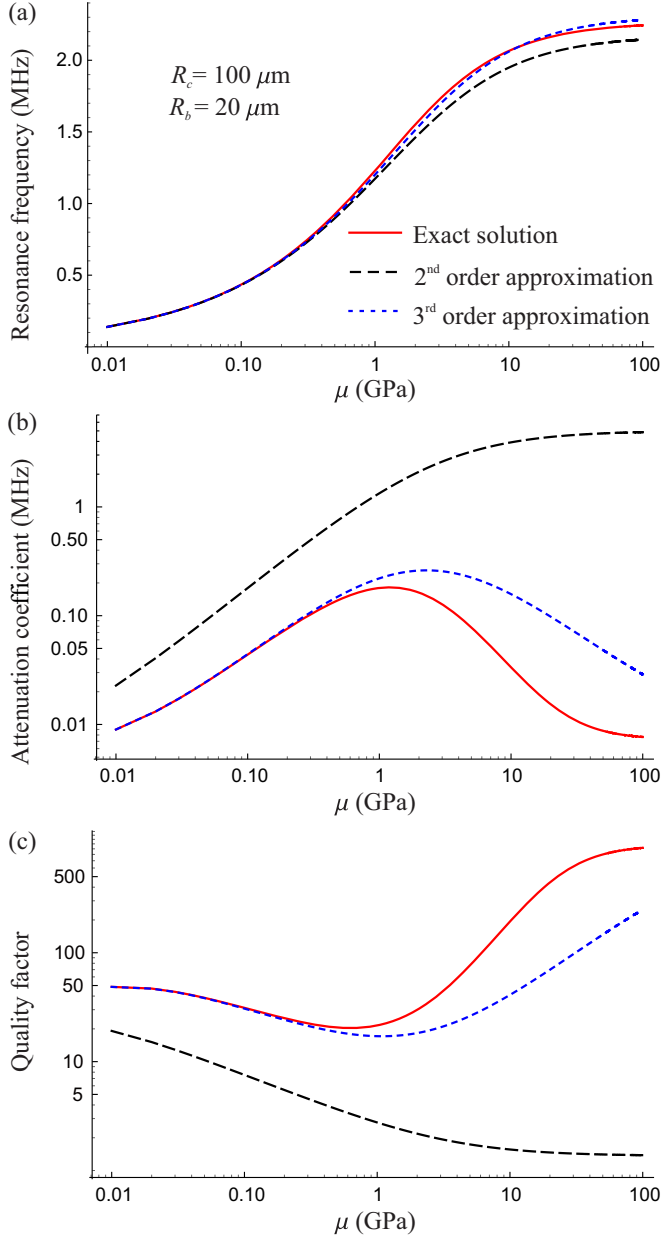 (a)
Resonance frequency (MHz)
2.0
1.5
1.0
0.5
R_c = 100 μm
R_b = 20 μm
Exact solution
2nd order approximation
3rd order approximation
0.01 0.10 1 10 100
μ (GPa)
(b)
Attenuation coefficient (MHz)
1
0.50
0.10
0.05
0.01
0.01 0.10 1 10 100
μ (GPa)
(c)
Quality factor
500
100
50
10
5
0.01 0.10 1 10 100
μ (GPa)